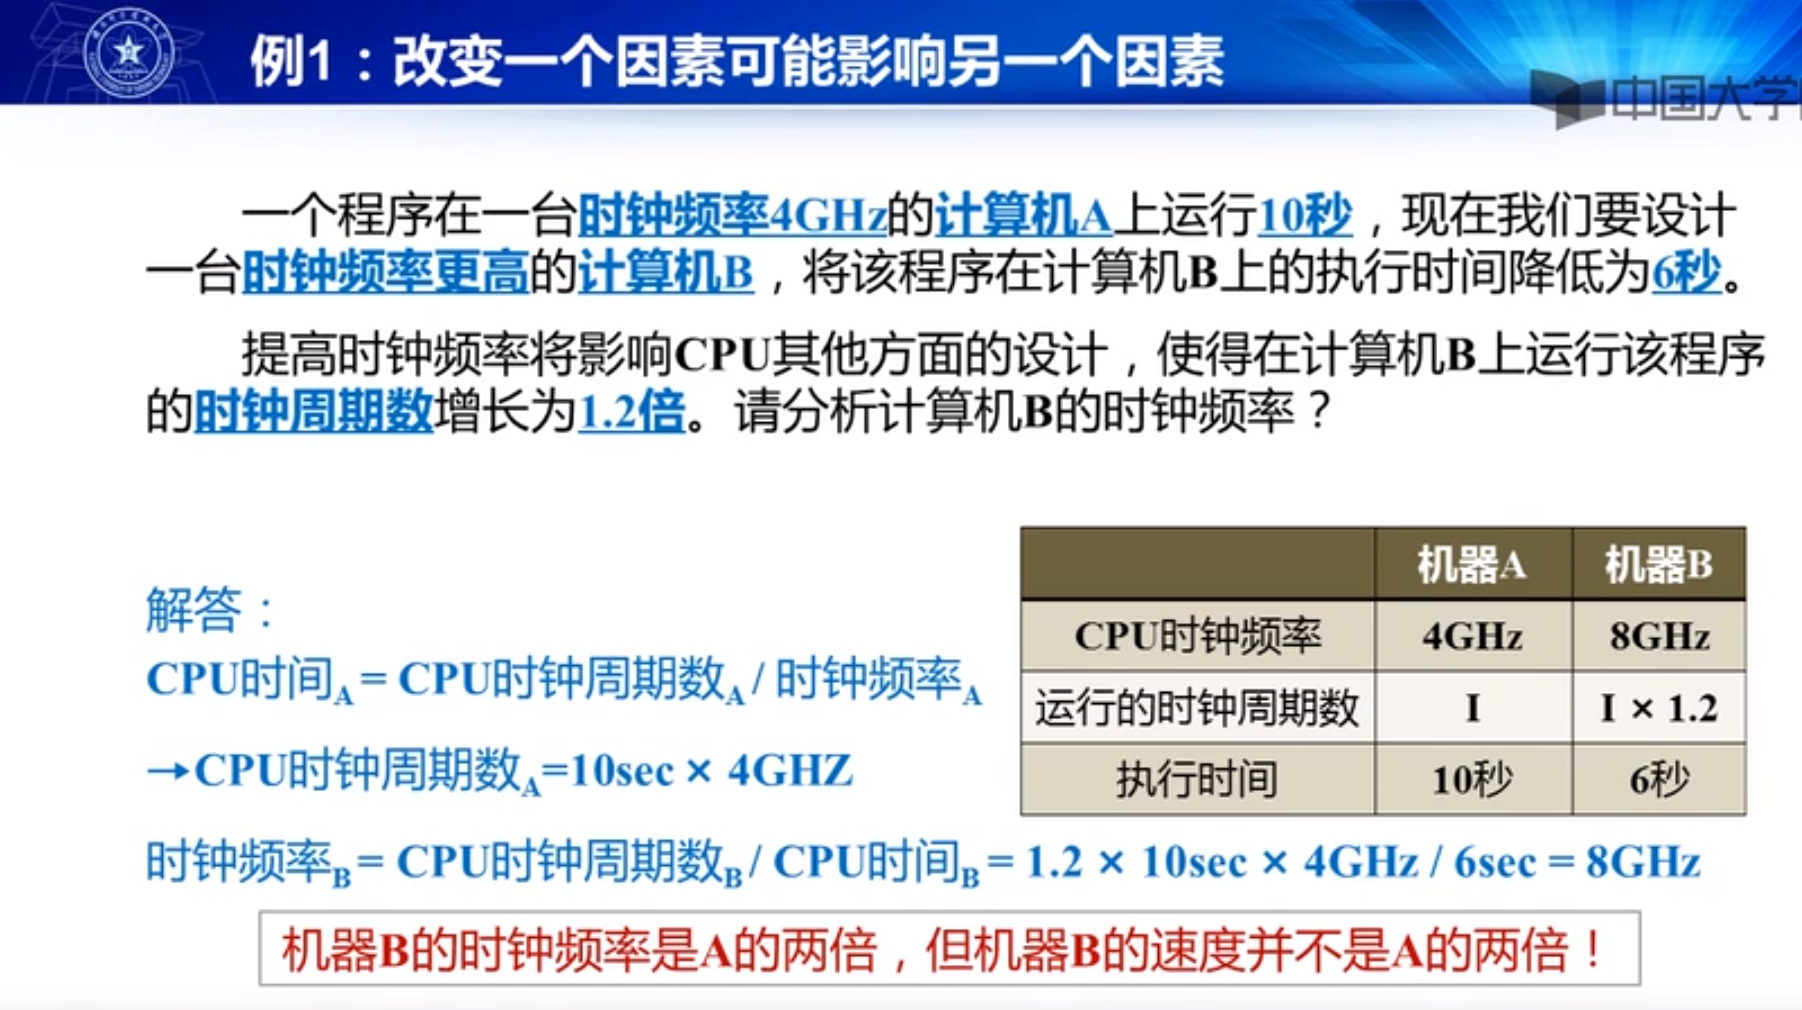 例1：改变一个因素可能影响另一个因素
中国大学
一个程序在一台时钟频率4GHz的计算机A上运行10秒，现在我们要设计
一台时钟频率更高的计算机B，将该程序在计算机B上的执行时间降低为6秒。
提高时钟频率将影响CPU其他方面的设计，使得在计算机B上运行该程序
的时钟周期数增长为1.2倍。请分析计算机B的时钟频率？
机器A 机器B
CPU时钟频率 4GHz 8GHz
运行的时钟周期数 I I × 1.2
执行时间 10秒 6秒
解答：
CPU时间A = CPU时钟周期数A / 时钟频率A
→CPU时钟周期数A=10sec × 4GHZ
时钟频率B = CPU时钟周期数B / CPU时间B = 1.2 × 10sec × 4GHz / 6sec = 8GHz
机器B的时钟频率是A的两倍，但机器B的速度并不是A的两倍！